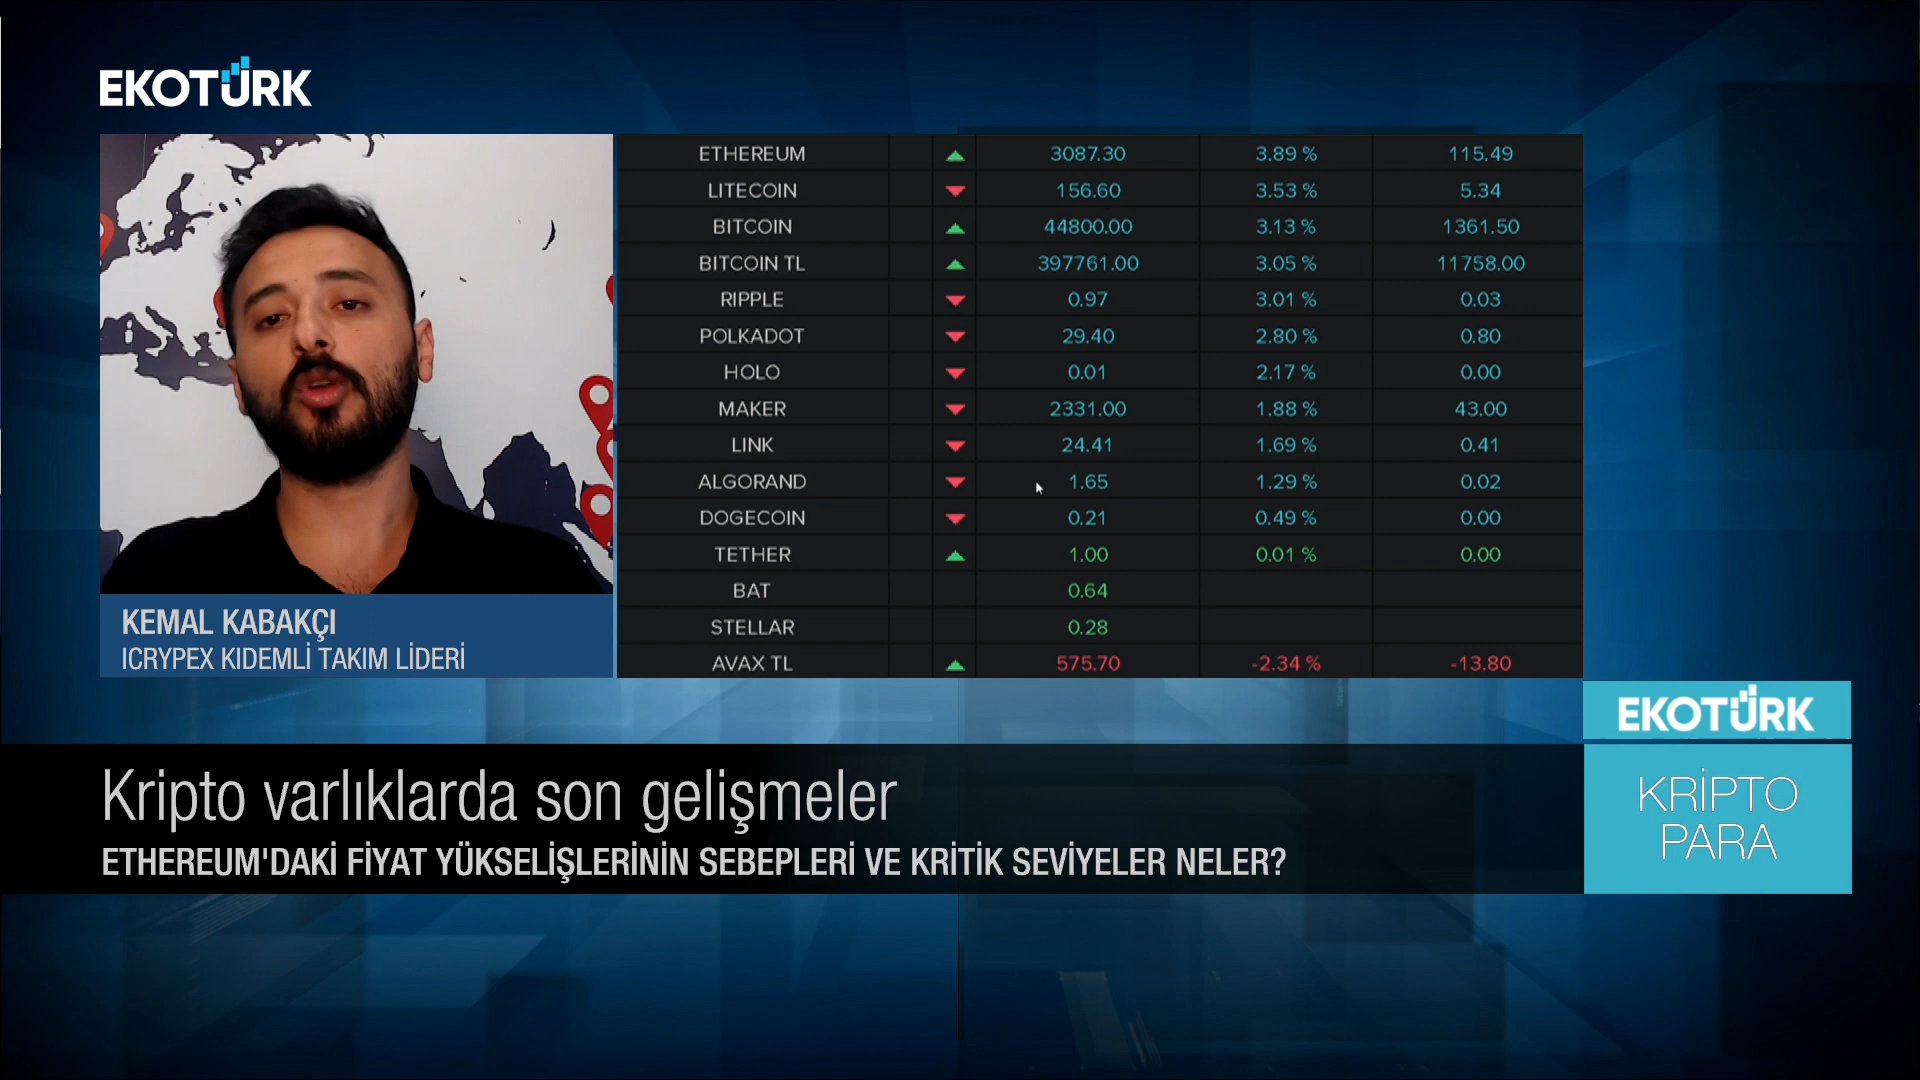 EKOTÜRK
ETHEREUM 3087.30 3.89 % 115.49
LITECOIN 156.60 3.53 % 5.34
BITCOIN 44800.00 3.13 % 1361.50
BITCOIN TL 397761.00 3.05 % 11758.00
RIPPLE 0.97 3.01 % 0.03
POLKADOT 29.40 2.80 % 0.80
HOLO 0.01 2.17 % 0.00
MAKER 2331.00 1.88 % 43.00
LINK 24.41 1.69 % 0.41
ALGORAND 1.65 1.29 % 0.02
DOGECOIN 0.21 0.49 % 0.00
TETHER 1.00 0.01 % 0.00
BAT 0.64
STELLAR 0.28
AVAX TL 575.70 -2.34 % -13.80
KEMAL KABAKÇI
ICRYPEX KIDEMLİ TAKIM LİDERİ
EKOTÜRK
Kripto varlıklarda son gelişmeler
ETHEREUM'DAKİ FİYAT YÜKSELİŞLERİNİN SEBEPLERİ VE KRİTİK SEVİYELER NELER?
KRİPTO
PARA